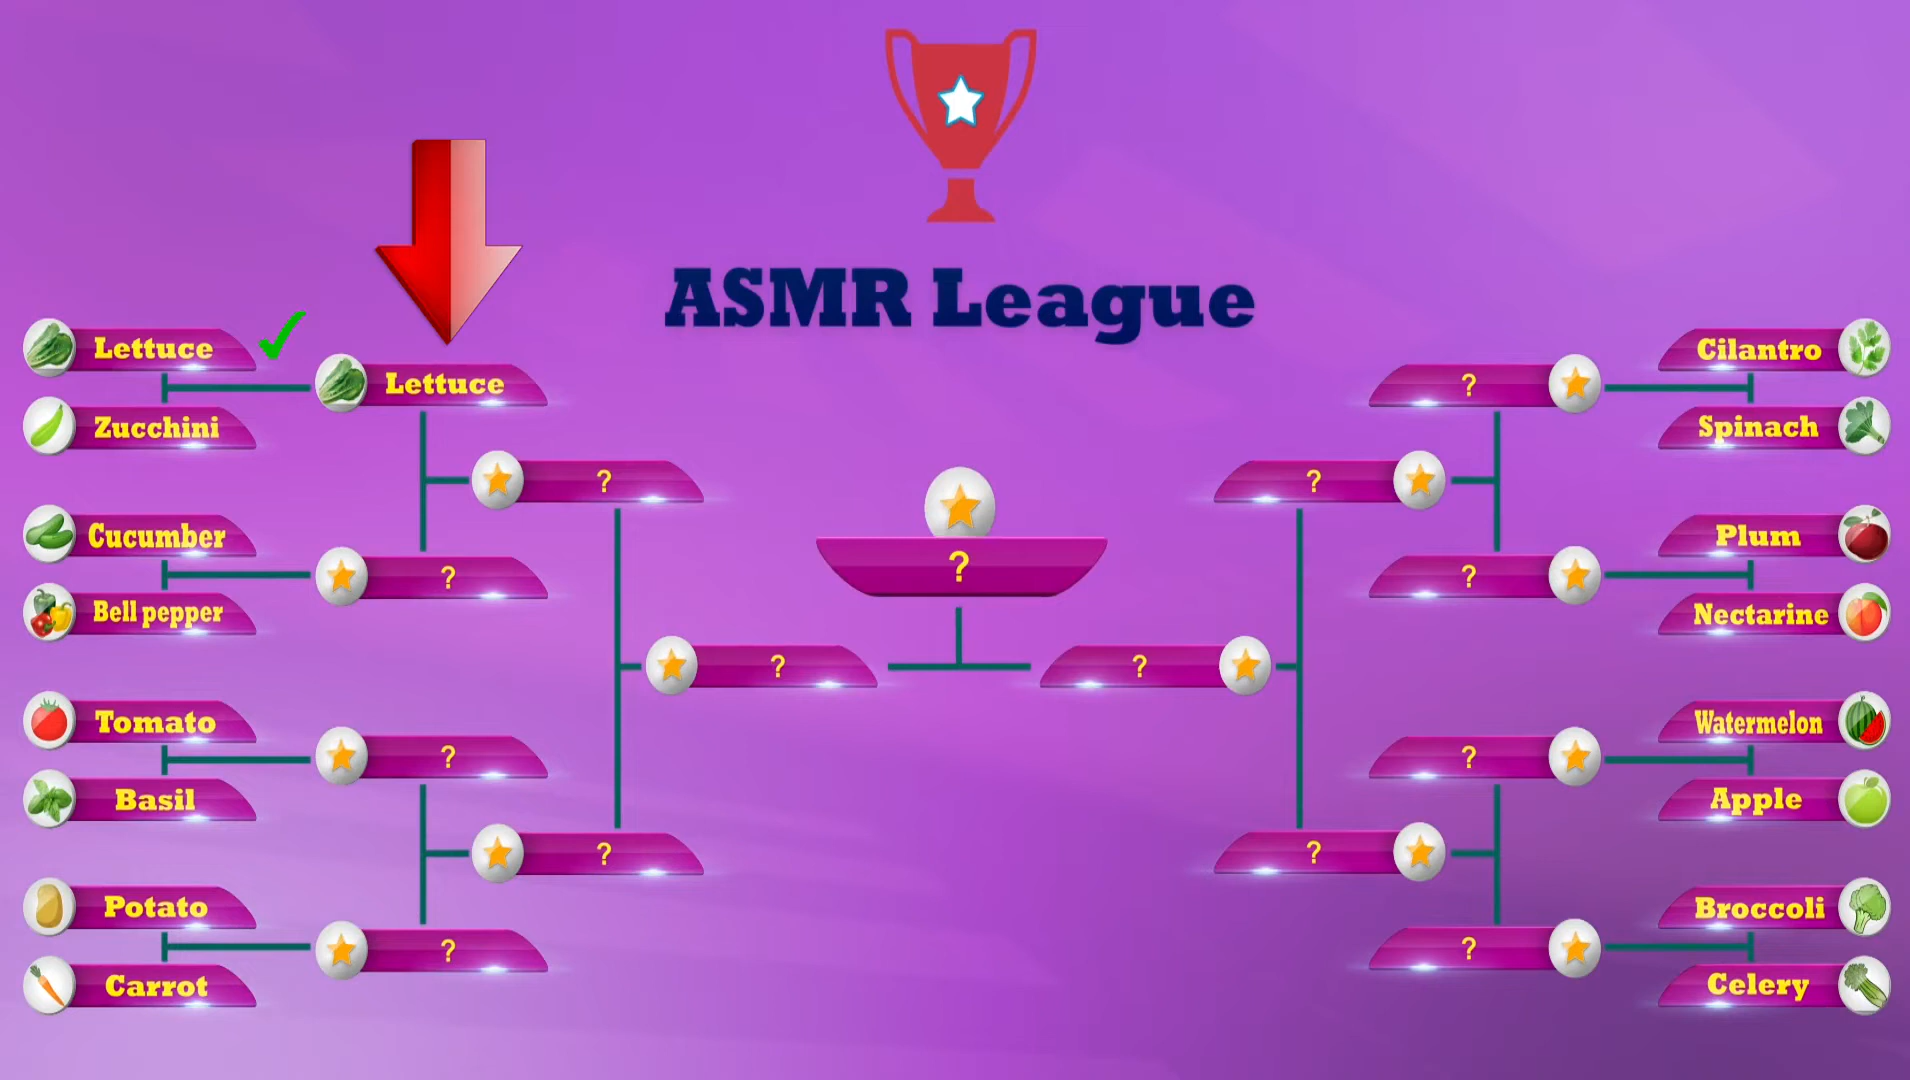 ASMR League
Lettuce
Zucchini
Cucumber
Bell pepper
Tomato
Basil
Potato
Carrot
Lettuce
?
?
?
?
?
?
?
?
?
?
?
?
?
?
Cilantro
Spinach
Plum
Nectarine
Watermelon
Apple
Broccoli
Celery